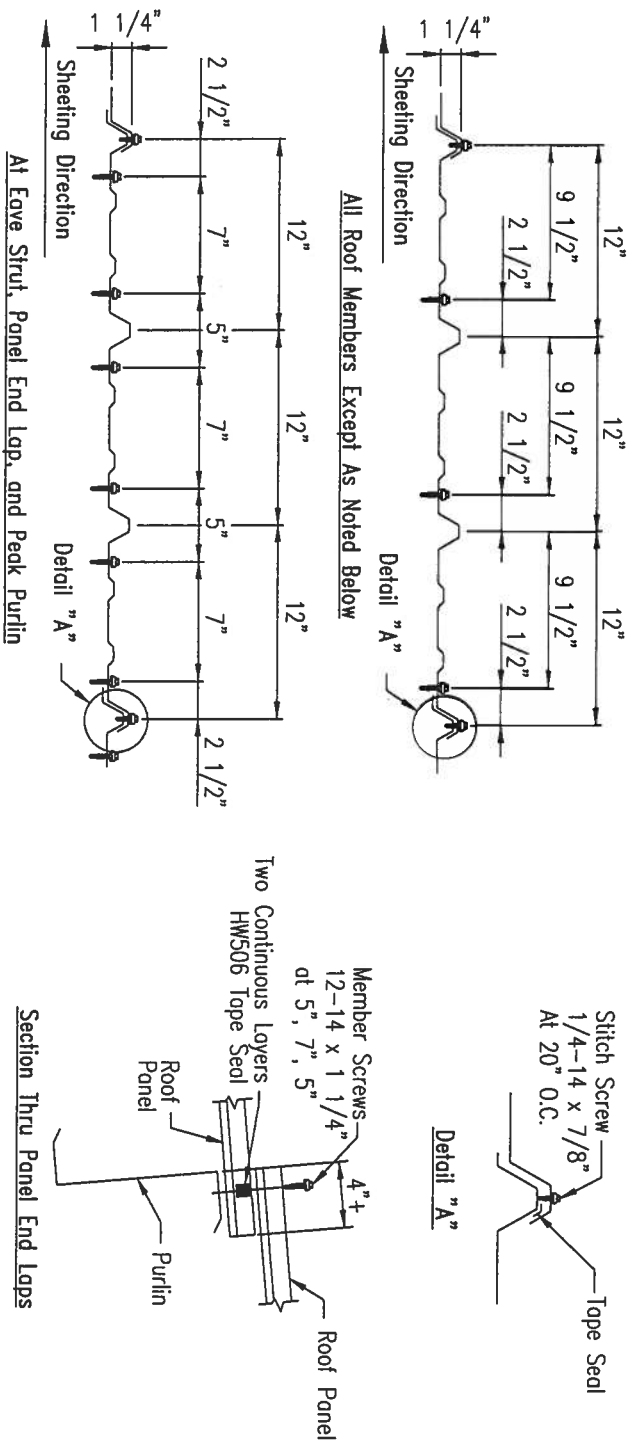 12"
12"
12"
9 1/2"
9 1/2"
9 1/2"
2 1/2"
2 1/2"
2 1/2"
1 1/4"
Sheeting Direction
Detail "A"
All Roof Members Except As Noted Below
12"
12"
12"
2 1/2"
7"
5"
7"
5"
7"
2 1/2"
1 1/4"
Sheeting Direction
Detail "A"
At Eave Strut, Panel End Lap, and Peak Purlin
Stitch Screw
1/4-14 x 7/8"
At 20" O.C.
Tape Seal
Detail "A"
Member Screws
12-14 x 1 1/4"
at 5", 7", 5"
4"+
Two Continuous Layers
HW506 Tape Seal
Roof Panel
Roof
Panel
Purlin
Section Thru Panel End Laps